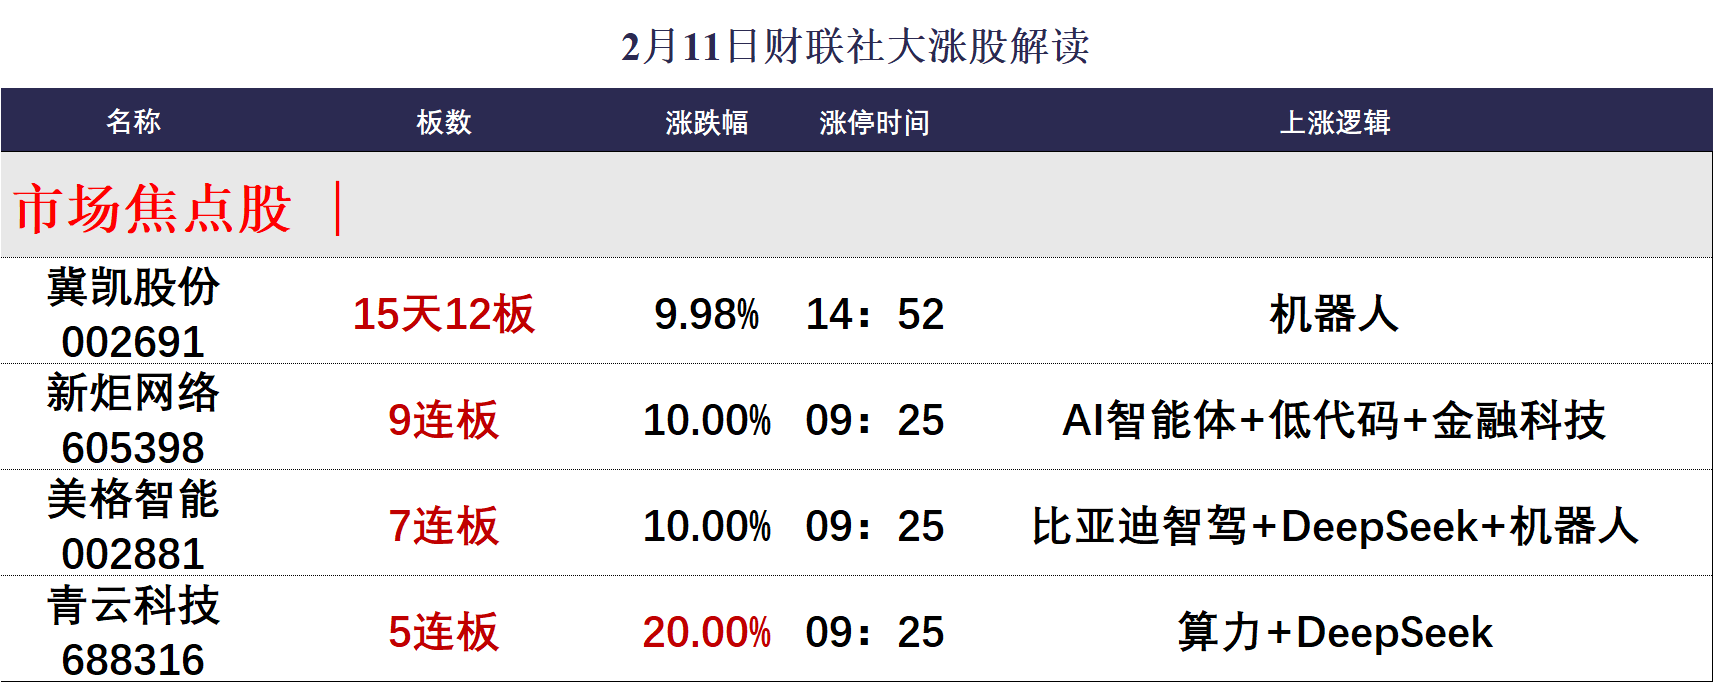 2月11日财联社大涨股解读
名称 板数 涨跌幅 涨停时间 上涨逻辑
市场焦点股 |
冀凯股份
002691 15天12板 9.98% 14：52 机器人
新炬网络
605398 9连板 10.00% 09：25 AI智能体+低代码+金融科技
美格智能
002881 7连板 10.00% 09：25 比亚迪智驾+DeepSeek+机器人
青云科技
688316 5连板 20.00% 09：25 算力+DeepSeek